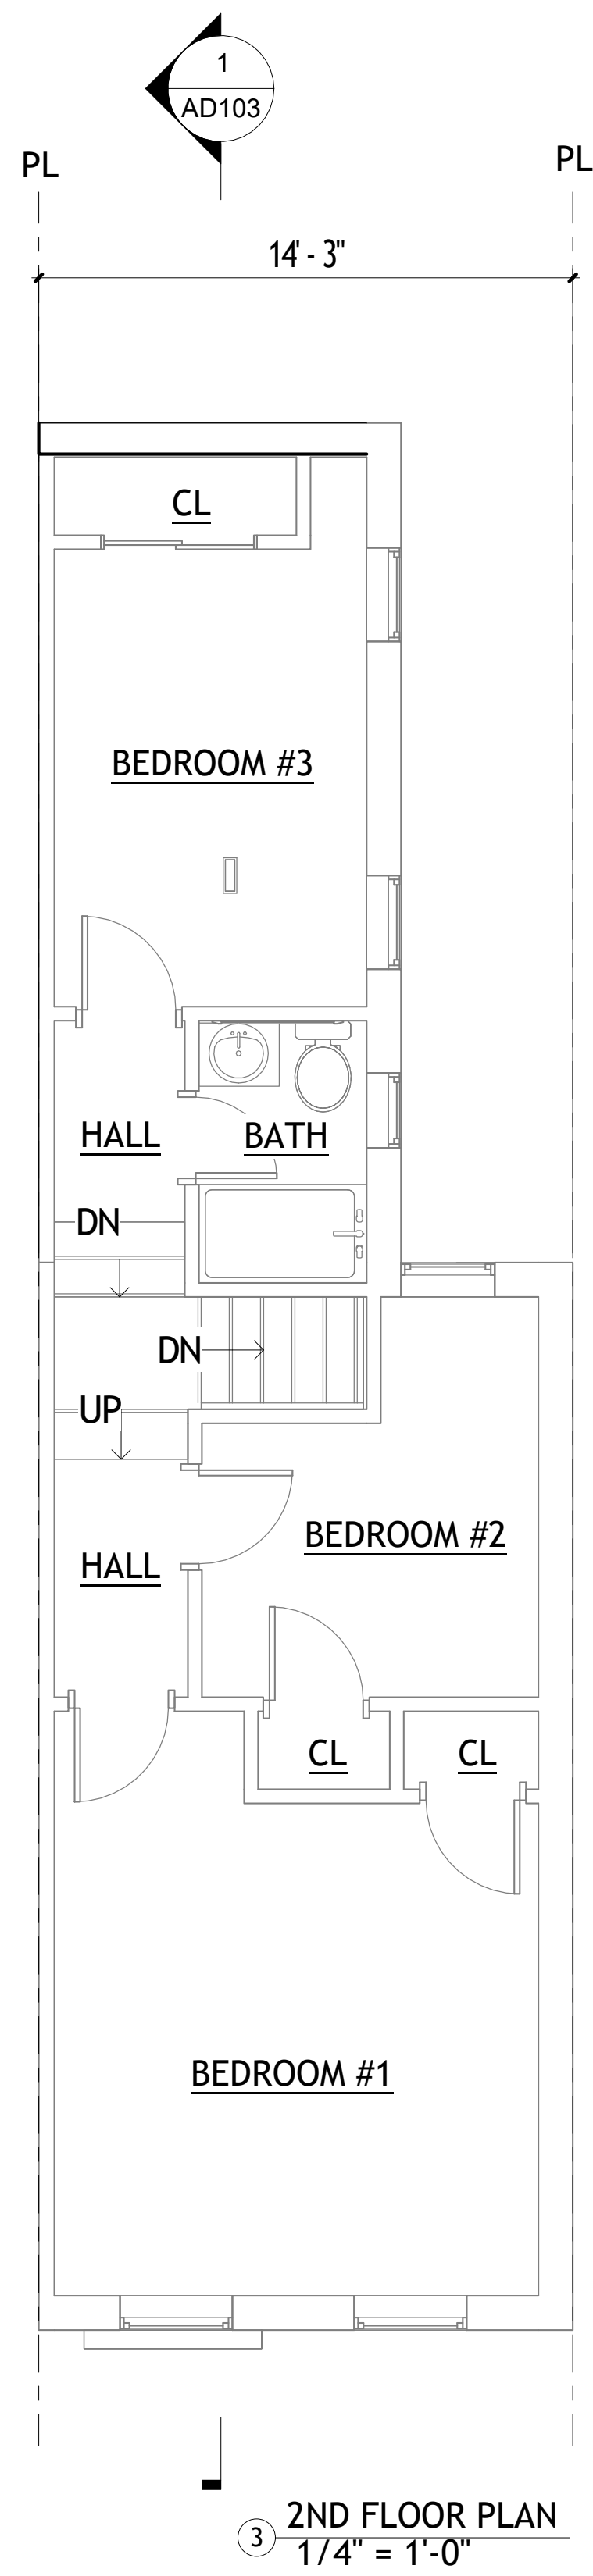 1
AD103
PL
PL
14' - 3"
CL
BEDROOM #3
HALL
BATH
DN
DN
UP
BEDROOM #2
HALL
CL
CL
BEDROOM #1
2ND FLOOR PLAN
3
1/4" = 1'-0"